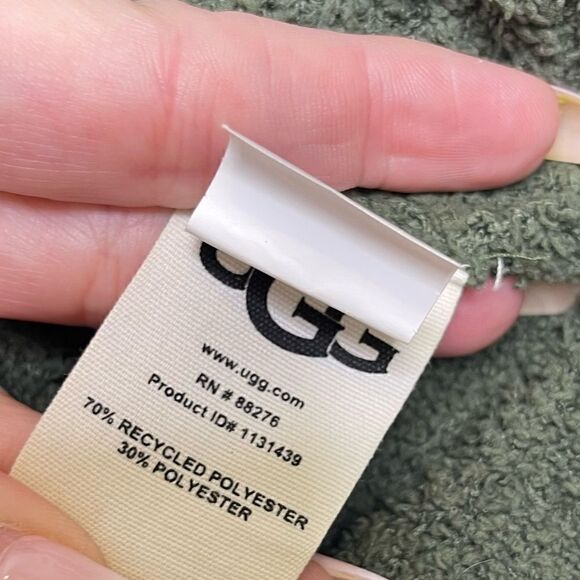 UGG
www.ugg.com
RN # 88276
Product ID# 1131439
70% RECYCLED POLYESTER
30% POLYESTER